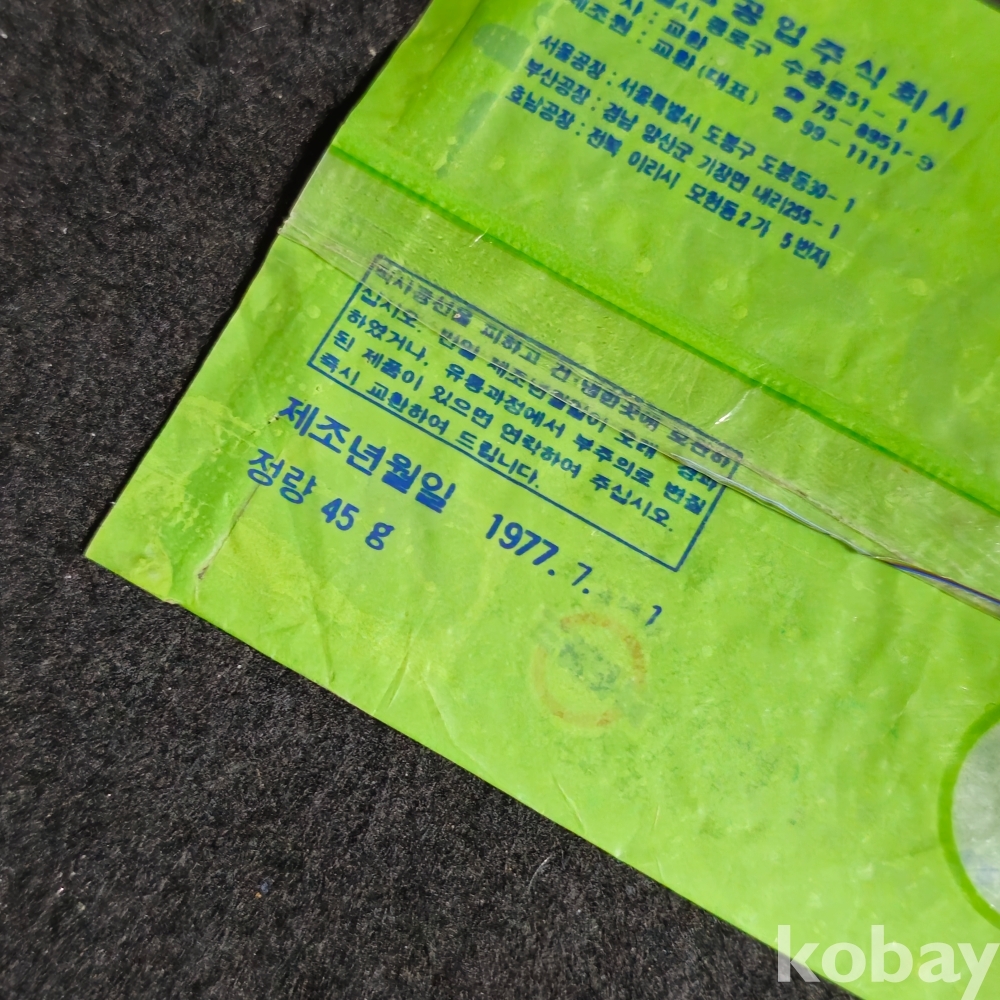 공업주식회사
종로구 수송동51-1
사 : 교환 ☎ 75-8951-9
제조원 : 교환 (대표) ☎ 99-1111
서울공장 : 서울특별시 도봉구 도봉동30-1
부산공장 : 경남 양산군 기장면 내리255-1
호남공장 : 전북 이리시 모현동2가 5번지
직사광선을 피하고 건냉한곳에 보관하
십시오. 만일 제조년월일이 오래 경과
하였거나, 유통과정에서 부주의로 변질
된 제품이 있으면 연락하여 주십시오.
즉시 교환하여 드립니다.
제조년월일 1977. 7. 1
정량 45 g
kobay